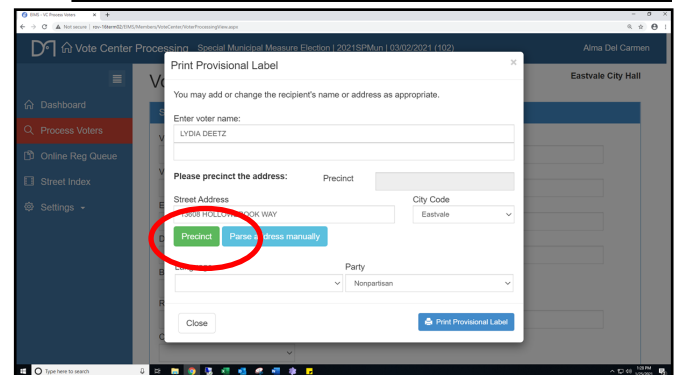 EIMS - VC Process Voters
Not secure | rov-16term02/EIMS/Members/VoteCenter/VoterProcessingView.aspx
Vote Center Processing Special Municipal Measure Election | 2021SPMun | 03/02/2021 (102) Alma Del Carmen
Eastvale City Hall
Dashboard
Process Voters
Online Reg Queue
Street Index
Settings
Print Provisional Label
You may add or change the recipient's name or address as appropriate.
Enter voter name:
LYDIA DEETZ
Please precinct the address: Precinct
Street Address City Code
WAY Eastvale
Precinct Parse address manually
Party
Nonpartisan
Close Print Provisional Label
Type here to search
1:20 PM